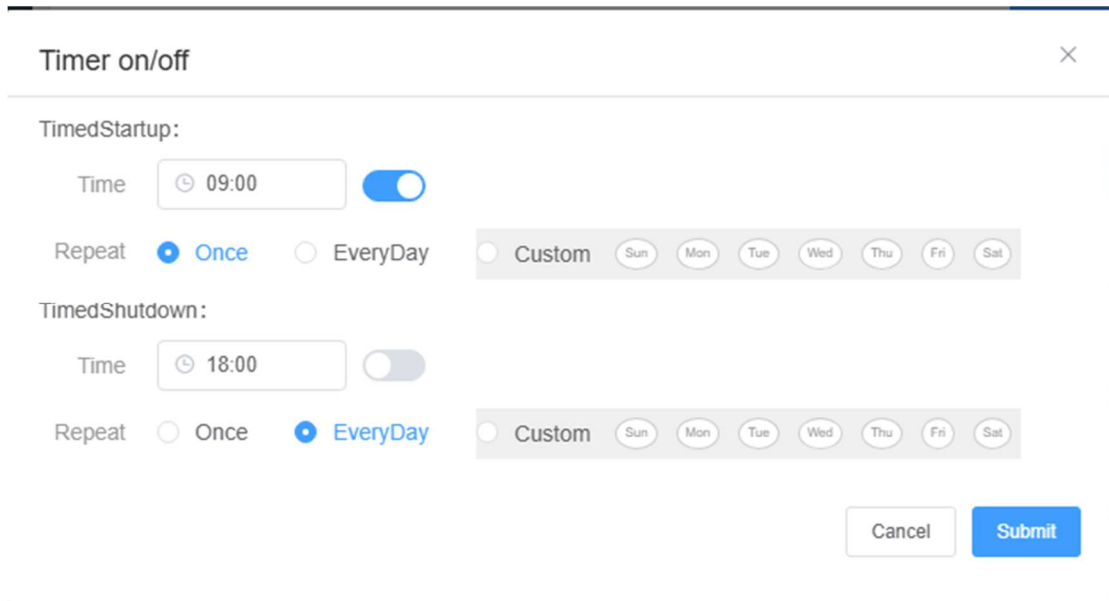 Timer on/off
TimedStartup:
Time 09:00
Repeat Once EveryDay Custom Sun Mon Tue Wed Thu Fri Sat
TimedShutdown:
Time 18:00
Repeat Once EveryDay Custom Sun Mon Tue Wed Thu Fri Sat
Cancel Submit